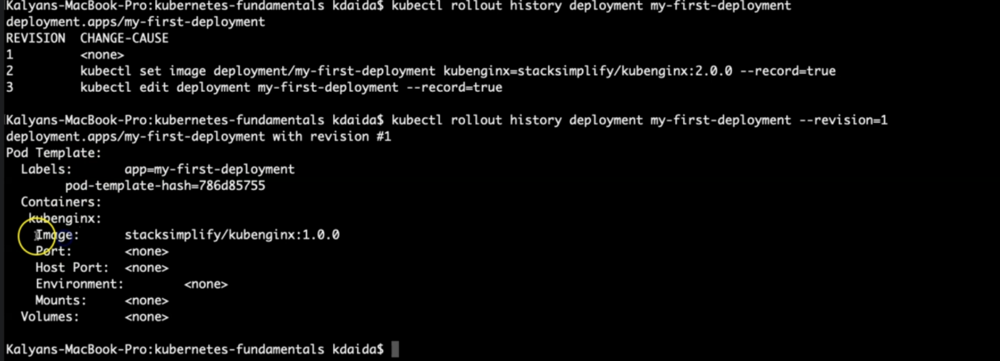 Kalyans-MacBook-Pro:kubernetes-fundamentals kdaida$ kubectl rollout history deployment my-first-deployment
deployment.apps/my-first-deployment
REVISION  CHANGE-CAUSE
1         <none>
2         kubectl set image deployment/my-first-deployment kubenginx=stacksimplify/kubenginx:2.0.0 --record=true
3         kubectl edit deployment my-first-deployment --record=true
Kalyans-MacBook-Pro:kubernetes-fundamentals kdaida$ kubectl rollout history deployment my-first-deployment --revision=1
deployment.apps/my-first-deployment with revision #1
Pod Template:
  Labels:       app=my-first-deployment
        pod-template-hash=786d85755
  Containers:
   kubenginx:
    Image:      stacksimplify/kubenginx:1.0.0
    Port:       <none>
    Host Port:  <none>
    Environment:        <none>
    Mounts:     <none>
  Volumes:      <none>
Kalyans-MacBook-Pro:kubernetes-fundamentals kdaida$